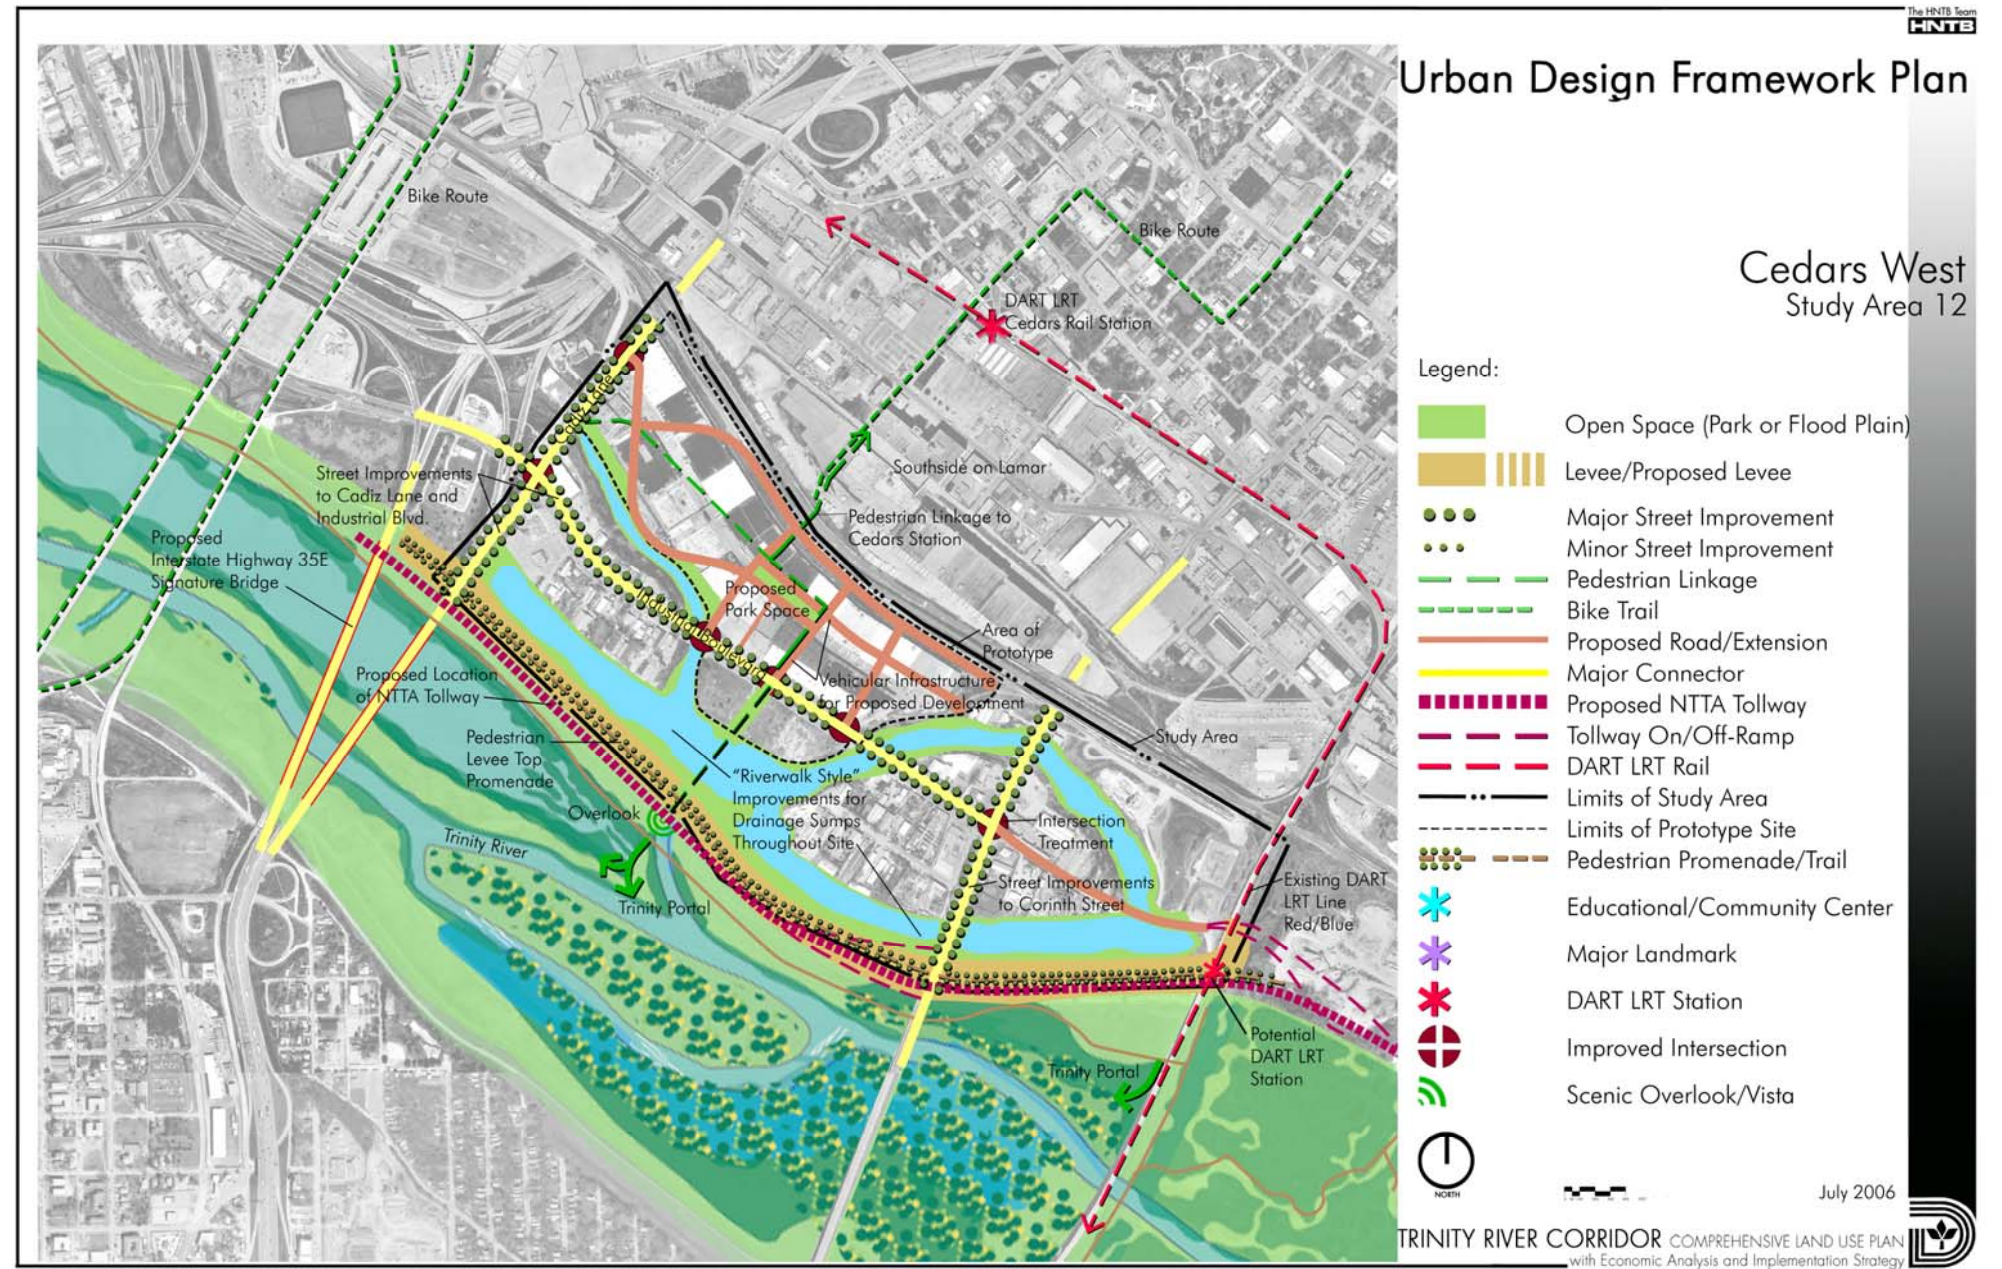 The HNTB Team
HNTB
Urban Design Framework Plan
Cedars West
Study Area 12
Bike Route
Bike Route
DART LRT
Cedars Rail Station
Cadiz Lane
Southside on Lamar
Street Improvements
to Cadiz Lane and
Industrial Blvd.
Pedestrian Linkage to
Cedars Station
Proposed
Interstate Highway 35E
Signature Bridge
Proposed
Park Space
Industrial Boulevard
Area of
Prototype
Proposed Location
of NTTA Tollway
Vehicular Infrastructure
for Proposed Development
Pedestrian
Levee Top
Promenade
Study Area
"Riverwalk Style"
Improvements for
Drainage Sumps
Throughout Site
Overlook
Intersection
Treatment
Trinity River
Street Improvements
to Corinth Street
Existing DART
LRT Line
Red/Blue
Trinity Portal
Potential
DART LRT
Station
Trinity Portal
Legend:
Open Space (Park or Flood Plain)
Levee/Proposed Levee
Major Street Improvement
Minor Street Improvement
Pedestrian Linkage
Bike Trail
Proposed Road/Extension
Major Connector
Proposed NTTA Tollway
Tollway On/Off-Ramp
DART LRT Rail
Limits of Study Area
Limits of Prototype Site
Pedestrian Promenade/Trail
Educational/Community Center
Major Landmark
DART LRT Station
Improved Intersection
Scenic Overlook/Vista
NORTH
July 2006
TRINITY RIVER CORRIDOR COMPREHENSIVE LAND USE PLAN
with Economic Analysis and Implementation Strategy